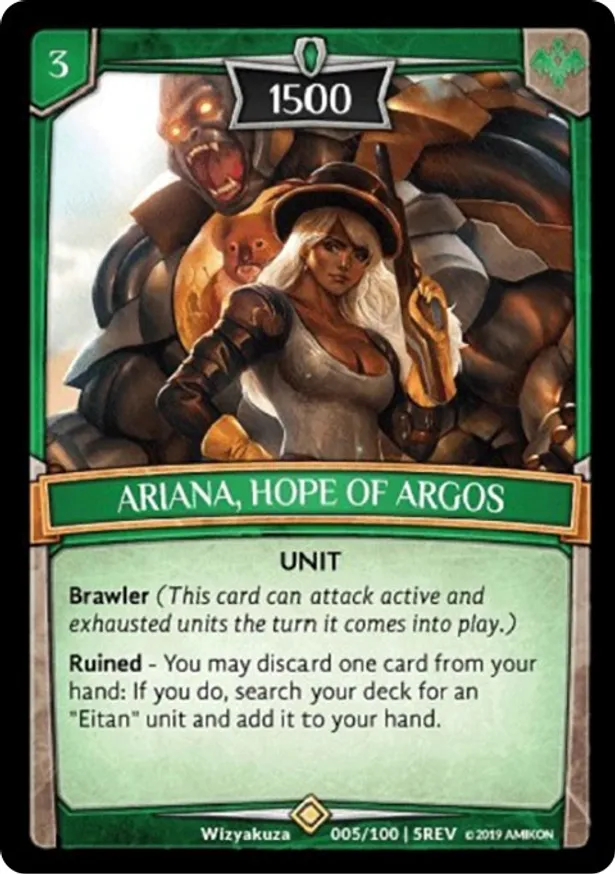 3
1500
ARIANA, HOPE OF ARGOS
UNIT
Brawler (This card can attack active and
exhausted units the turn it comes into play.)
Ruined - You may discard one card from your
hand: If you do, search your deck for an
"Eitan" unit and add it to your hand.
Wizyakuza 005/100 | 5REV © 2019 AMIKON